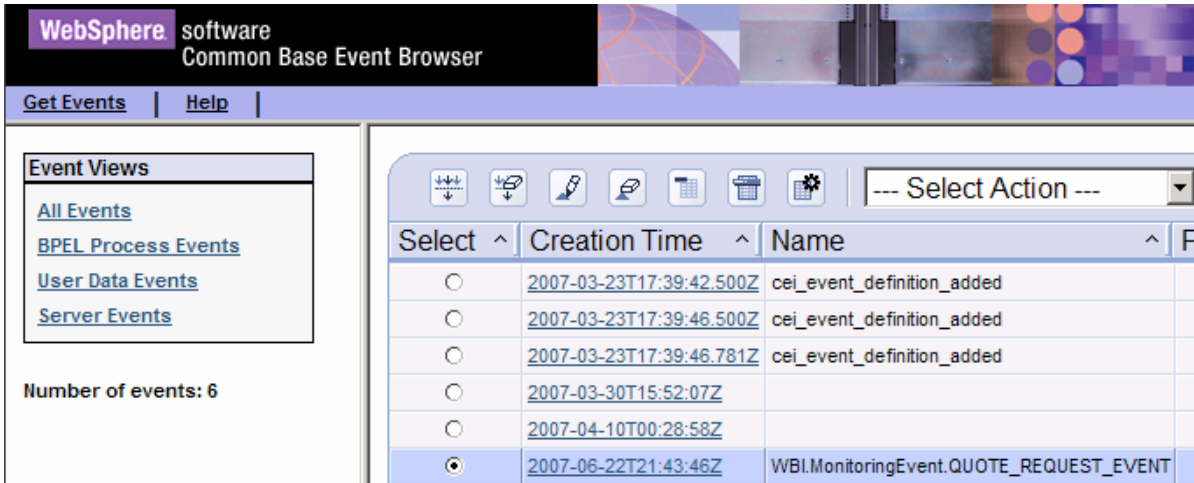 WebSphere. software
Common Base Event Browser
Get Events | Help |
Event Views
All Events
BPEL Process Events
User Data Events
Server Events
Number of events: 6
--- Select Action ---
Select ^ Creation Time ^ Name ^
2007-03-23T17:39:42.500Z cei_event_definition_added
2007-03-23T17:39:46.500Z cei_event_definition_added
2007-03-23T17:39:46.781Z cei_event_definition_added
2007-03-30T15:52:07Z
2007-04-10T00:28:58Z
2007-06-22T21:43:46Z WBI.MonitoringEvent.QUOTE_REQUEST_EVENT